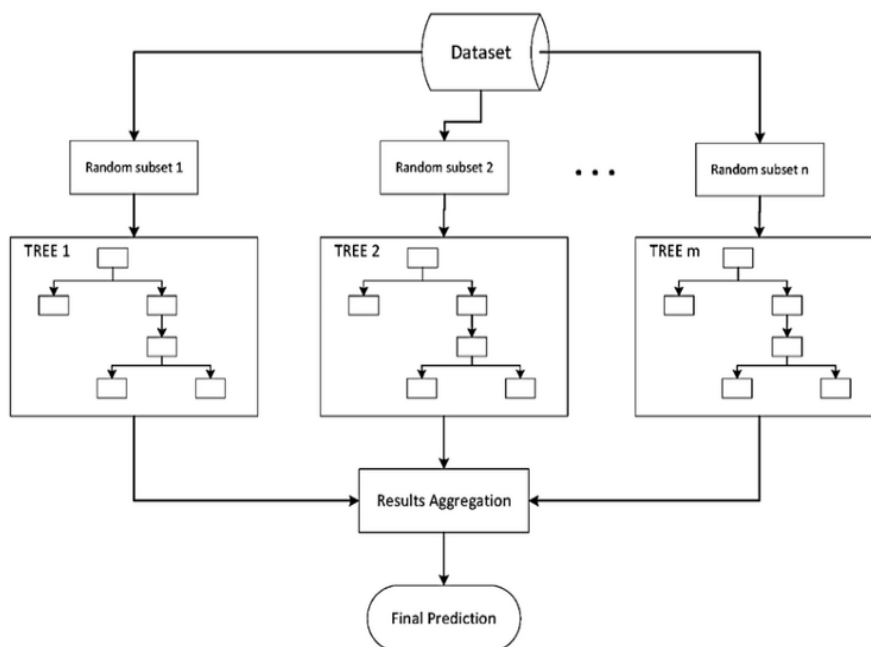 Dataset
Random subset 1
Random subset 2
• • •
Random subset n
TREE 1
TREE 2
TREE m
Results Aggregation
Final Prediction